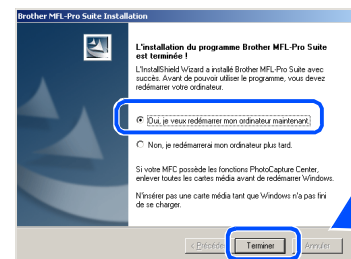 Brother MFL-Pro Suite Installation
L'installation du programme Brother MFL-Pro Suite
est terminée !
L'InstallShield Wizard a installé Brother MFL-Pro Suite avec
succès. Avant de pouvoir utiliser le programme, vous devez
redémarrer votre ordinateur.
Oui, je veux redémarrer mon ordinateur maintenant.
Non, je redémarrerai mon ordinateur plus tard.
Si votre MFC possède les fonctions PhotoCapture Center,
enlever toutes les cartes média avant de redémarrer Windows.
N'insérer pas une carte média tant que Windows n'a pas fini
de se charger.
< Précéde
Terminer
Annuler